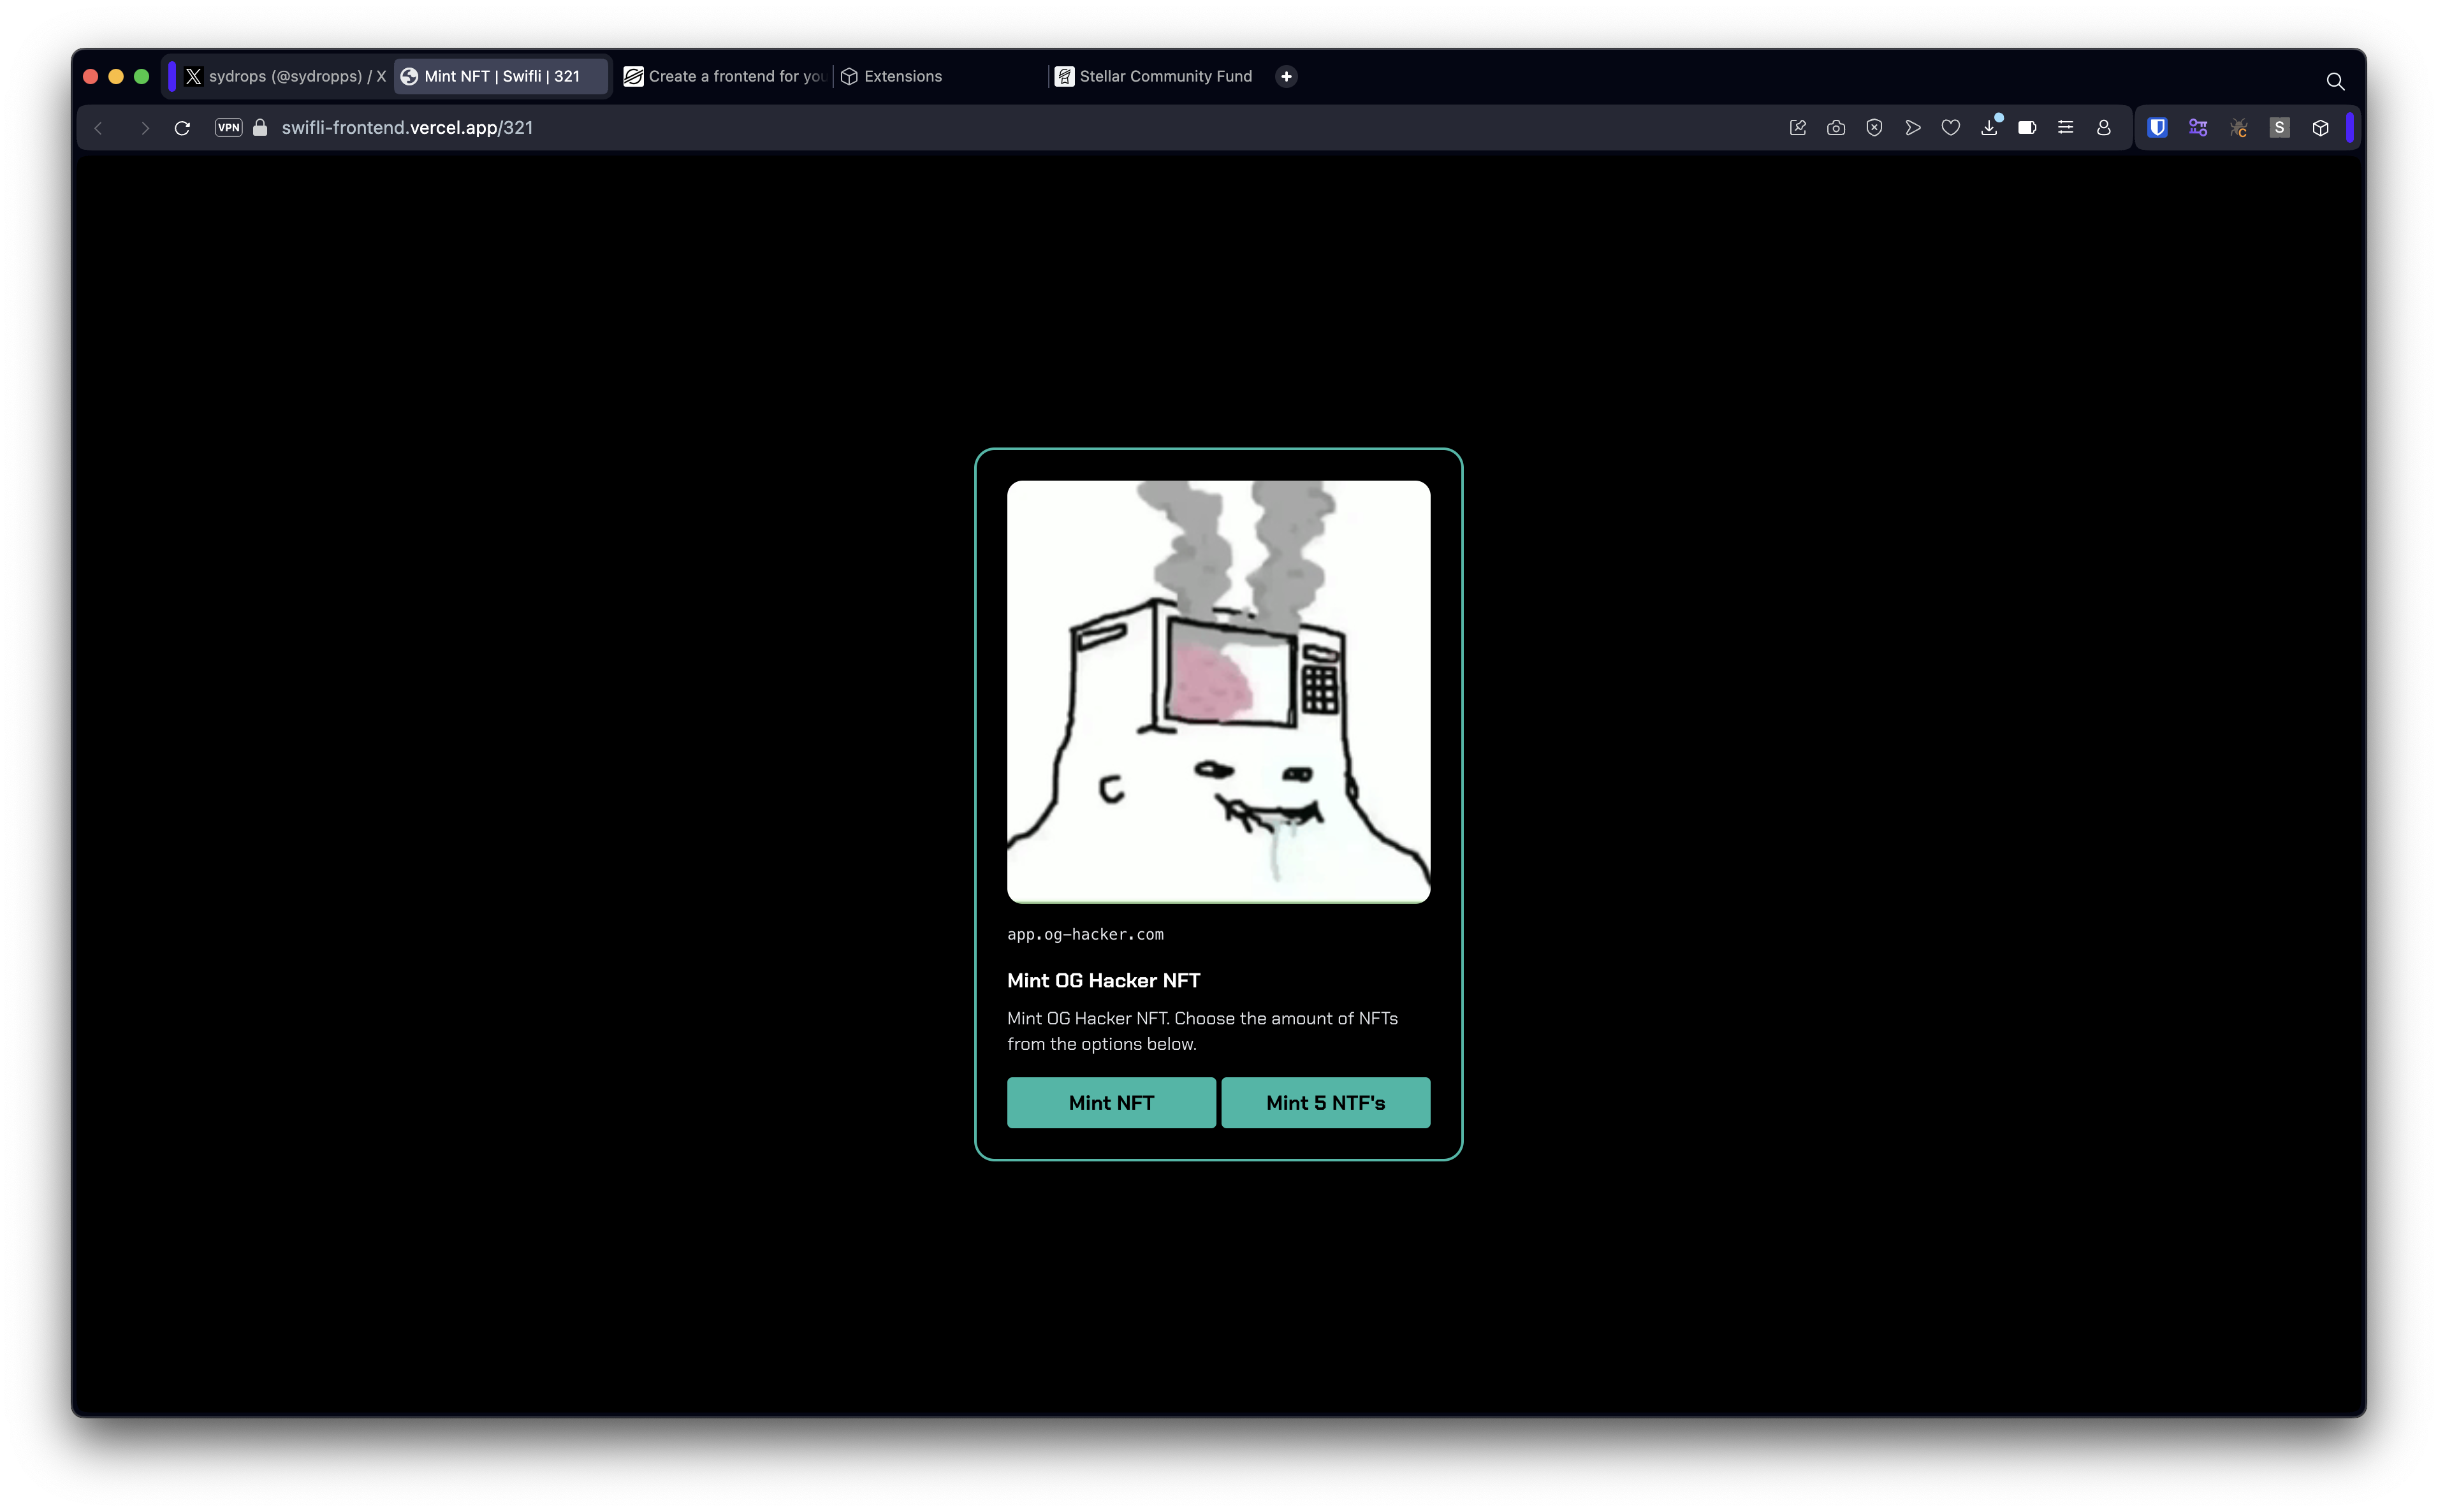 sydrops (@sydropps) / X
Mint NFT | Swifli | 321
Create a frontend for you
Extensions
Stellar Community Fund
VPN
swifli-frontend.vercel.app/321
C
S
app.og-hacker.com
Mint OG Hacker NFT
Mint OG Hacker NFT. Choose the amount of NFTs
from the options below.
Mint NFT
Mint 5 NTF's